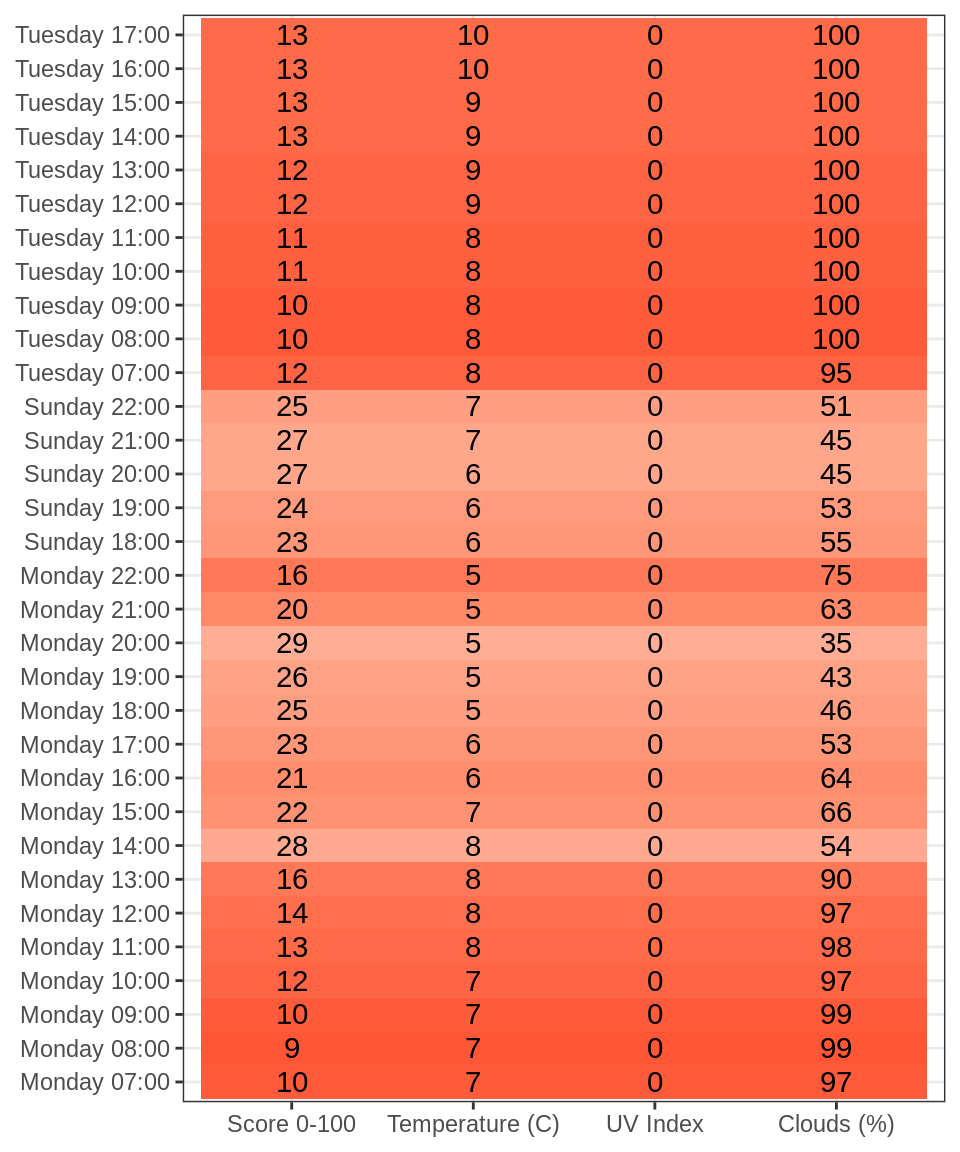 Tuesday 17:00 13 10 0 100
Tuesday 16:00 13 10 0 100
Tuesday 15:00 13 9 0 100
Tuesday 14:00 13 9 0 100
Tuesday 13:00 12 9 0 100
Tuesday 12:00 12 9 0 100
Tuesday 11:00 11 8 0 100
Tuesday 10:00 11 8 0 100
Tuesday 09:00 10 8 0 100
Tuesday 08:00 10 8 0 100
Tuesday 07:00 12 8 0 95
Sunday 22:00 25 7 0 51
Sunday 21:00 27 7 0 45
Sunday 20:00 27 6 0 45
Sunday 19:00 24 6 0 53
Sunday 18:00 23 6 0 55
Monday 22:00 16 5 0 75
Monday 21:00 20 5 0 63
Monday 20:00 29 5 0 35
Monday 19:00 26 5 0 43
Monday 18:00 25 5 0 46
Monday 17:00 23 6 0 53
Monday 16:00 21 6 0 64
Monday 15:00 22 7 0 66
Monday 14:00 28 8 0 54
Monday 13:00 16 8 0 90
Monday 12:00 14 8 0 97
Monday 11:00 13 8 0 98
Monday 10:00 12 7 0 97
Monday 09:00 10 7 0 99
Monday 08:00 9 7 0 99
Monday 07:00 10 7 0 97
Score 0-100 Temperature (C) UV Index Clouds (%)